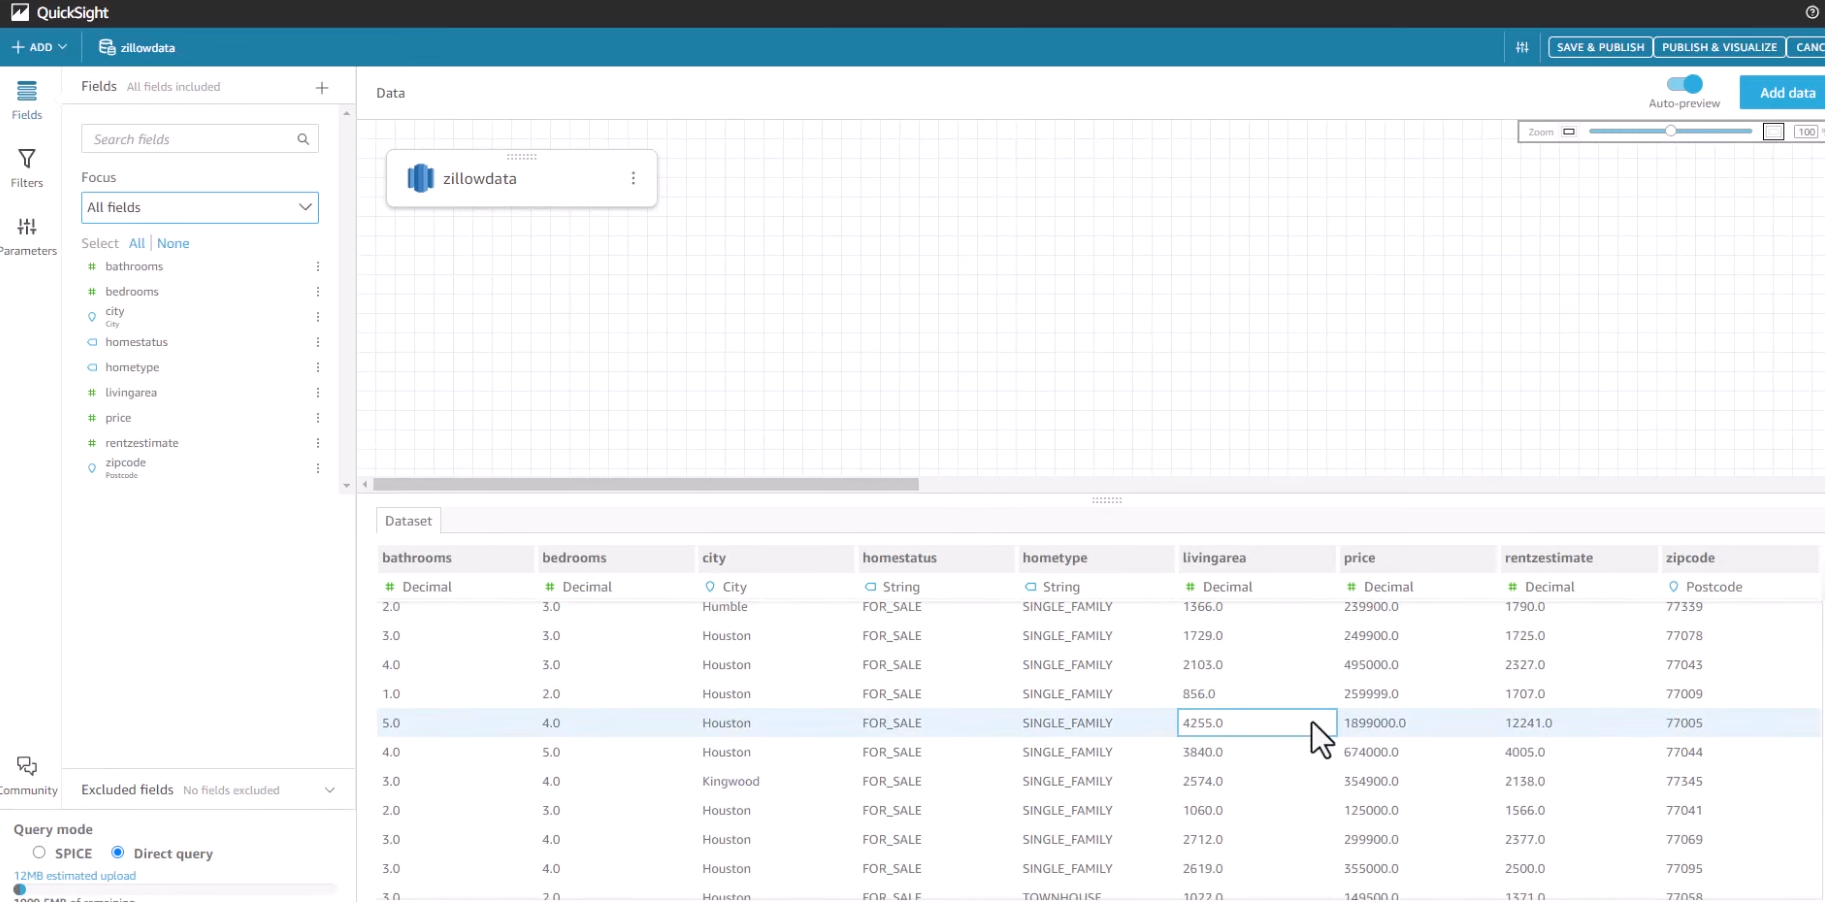 QuickSight
ADD
zillowdata
SAVE & PUBLISH
PUBLISH & VISUALIZE
CANC
Fields All fields included
Data
Auto-preview
Add data
Fields
Filters
Parameters
Search fields
Focus
All fields
Select All None
bathrooms
bedrooms
city
City
homestatus
hometype
livingarea
price
rentzestimate
zipcode
Postcode
zillowdata
Zoom
100 %
Dataset
bathrooms bedrooms city homestatus hometype livingarea price rentzestimate zipcode
# Decimal # Decimal City String String # Decimal # Decimal # Decimal Postcode
2.0 3.0 Humble FOR_SALE SINGLE_FAMILY 1366.0 239900.0 1790.0 77339
3.0 3.0 Houston FOR_SALE SINGLE_FAMILY 1729.0 249900.0 1725.0 77078
4.0 3.0 Houston FOR_SALE SINGLE_FAMILY 2103.0 495000.0 2327.0 77043
1.0 2.0 Houston FOR_SALE SINGLE_FAMILY 856.0 259999.0 1707.0 77009
5.0 4.0 Houston FOR_SALE SINGLE_FAMILY 4255.0 1899000.0 12241.0 77005
4.0 5.0 Houston FOR_SALE SINGLE_FAMILY 3840.0 674000.0 4005.0 77044
3.0 4.0 Kingwood FOR_SALE SINGLE_FAMILY 2574.0 354900.0 2138.0 77345
2.0 3.0 Houston FOR_SALE SINGLE_FAMILY 1060.0 125000.0 1566.0 77041
3.0 4.0 Houston FOR_SALE SINGLE_FAMILY 2712.0 299900.0 2377.0 77069
3.0 4.0 Houston FOR_SALE SINGLE_FAMILY 2619.0 355000.0 2500.0 77095
3.0 2.0 Houston FOR_SALE TOWNHOUSE 1022.0 149500.0 1371.0 77058
Community
Excluded fields No fields excluded
Query mode
SPICE Direct query
12MB estimated upload
of remaining